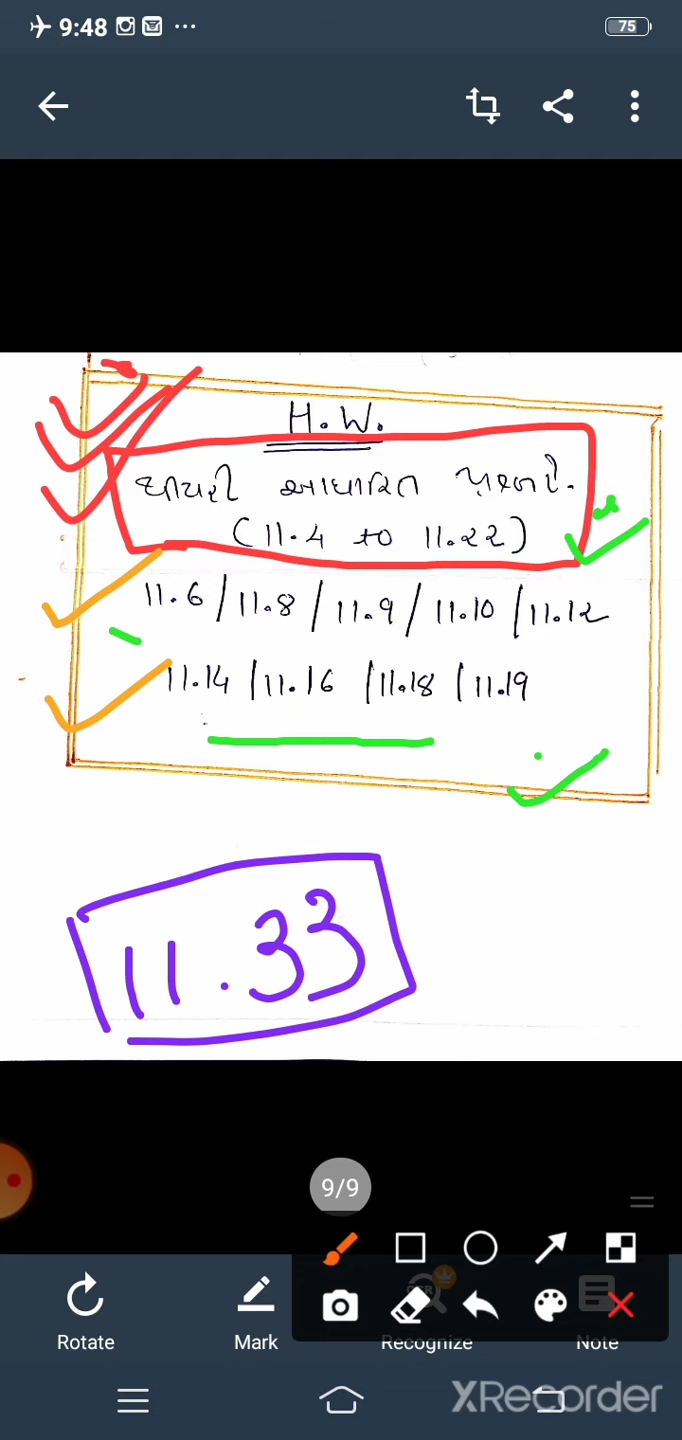 9:48
75
H.W.
થીયરી આધારિત પ્રશ્નો.
(11.4 to 11.22)
11.6 / 11.8 / 11.9 / 11.10 / 11.12
11.14 / 11.16 / 11.18 / 11.19
11.33
9/9
Rotate
Mark
Recognize
Note
XRecorder